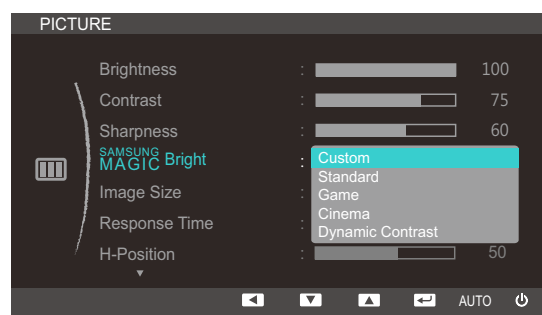 PICTURE
Brightness : 100
Contrast : 75
Sharpness : 60
SAMSUNG
MAGIC Bright : Custom
Standard
Image Size : Game
Cinema
Response Time : Dynamic Contrast
H-Position : 50
AUTO